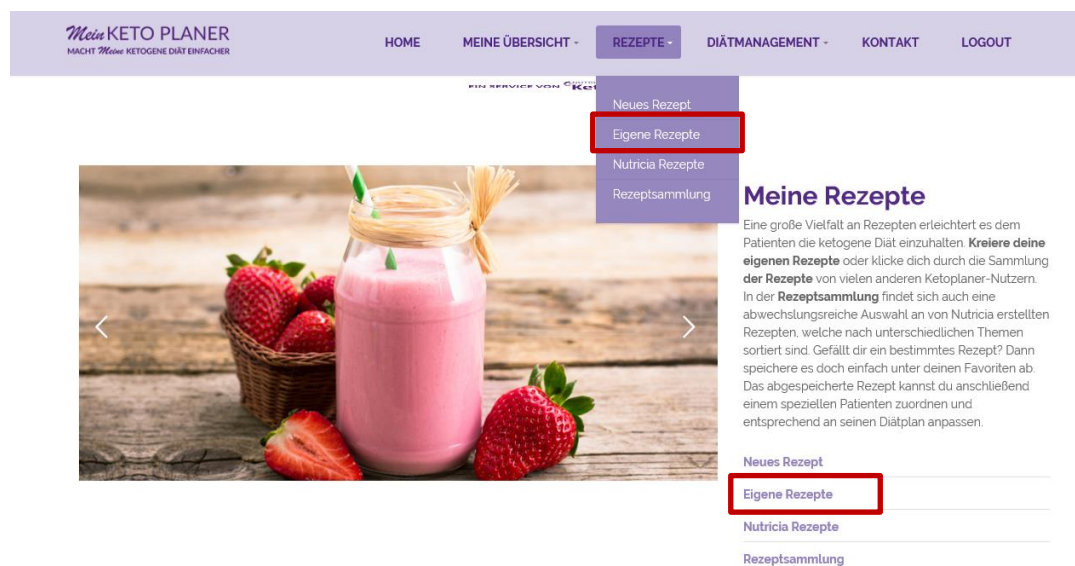 Mein KETO PLANER
MACHT Meine KETOGENE DIÄT EINFACHER
HOME
MEINE ÜBERSICHT
REZEPTE
DIÄTMANAGEMENT
KONTAKT
LOGOUT
EIN SERVICE VON
Neues Rezept
Eigene Rezepte
Nutricia Rezepte
Rezeptsammlung
Meine Rezepte
Eine große Vielfalt an Rezepten erleichtert es dem
Patienten die ketogene Diät einzuhalten. Kreiere deine
eigenen Rezepte oder klicke dich durch die Sammlung
der Rezepte von vielen anderen Ketoplaner-Nutzern.
In der Rezeptsammlung findet sich auch eine
abwechslungsreiche Auswahl an von Nutricia erstellten
Rezepten, welche nach unterschiedlichen Themen
sortiert sind. Gefällt dir ein bestimmtes Rezept? Dann
speichere es doch einfach unter deinen Favoriten ab.
Das abgespeicherte Rezept kannst du anschließend
einem speziellen Patienten zuordnen und
entsprechend an seinen Diätplan anpassen.
Neues Rezept
Eigene Rezepte
Nutricia Rezepte
Rezeptsammlung